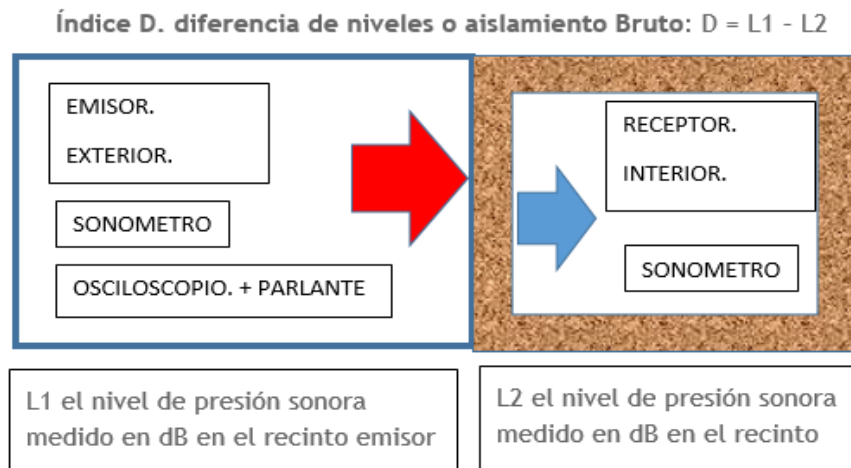 Índice D. diferencia de niveles o aislamiento Bruto: D = L1 - L2
EMISOR.
EXTERIOR.
SONOMETRO
OSCILOSCOPIO. + PARLANTE
RECEPTOR.
INTERIOR.
SONOMETRO
L1 el nivel de presión sonora
medido en dB en el recinto emisor
L2 el nivel de presión sonora
medido en dB en el recinto